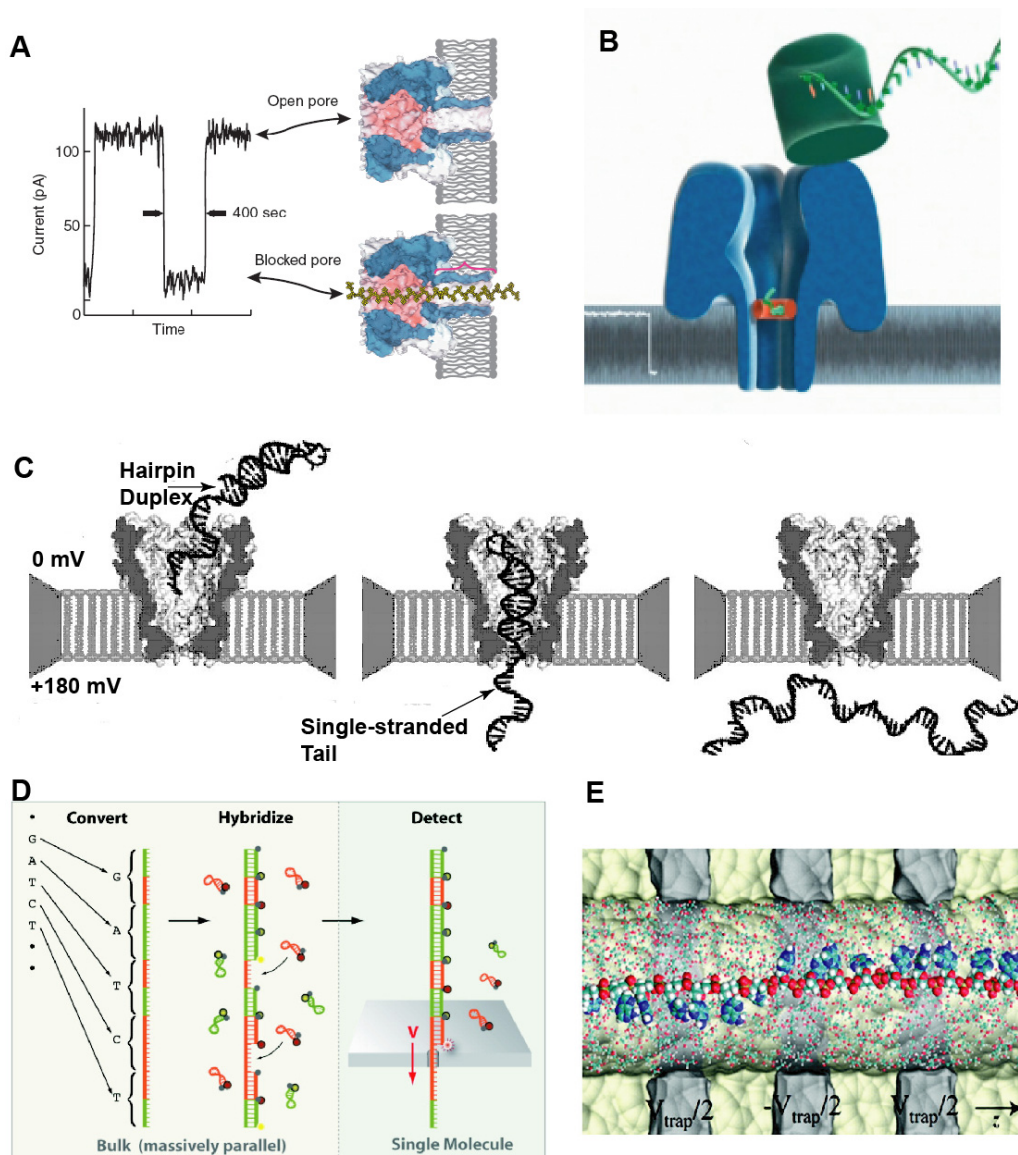 A
Open pore
100
50
0
Current (pA)
400 sec
Blocked pore
Time
B
C
Hairpin
Duplex
0 mV
+180 mV
Single-stranded
Tail
D
Convert
Hybridize
Detect
G
A
T
C
T
G
A
T
C
T
V
Bulk (massively parallel)
Single Molecule
E
V_trap/2
-V_trap/2
V_trap/2
z